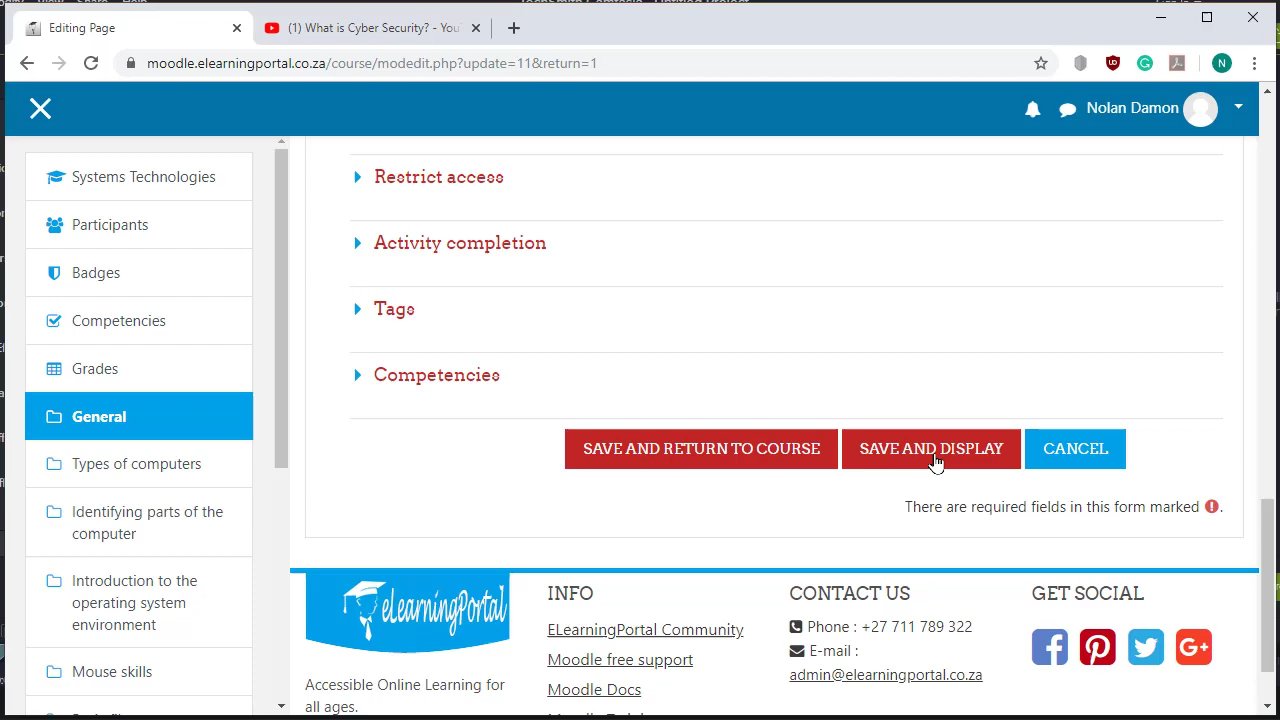 Editing Page
(1) What is Cyber Security? - You
moodle.elearningportal.co.za/course/modedit.php?update=11&return=1
N
Nolan Damon
Systems Technologies
Participants
Badges
Competencies
Grades
General
Types of computers
Identifying parts of the
computer
Introduction to the
operating system
environment
Mouse skills
Restrict access
Activity completion
Tags
Competencies
SAVE AND RETURN TO COURSE
SAVE AND DISPLAY
CANCEL
There are required fields in this form marked !.
eLearningPortal
Accessible Online Learning for
all ages.
INFO
ELearningPortal Community
Moodle free support
Moodle Docs
CONTACT US
Phone : +27 711 789 322
E-mail :
admin@elearningportal.co.za
GET SOCIAL